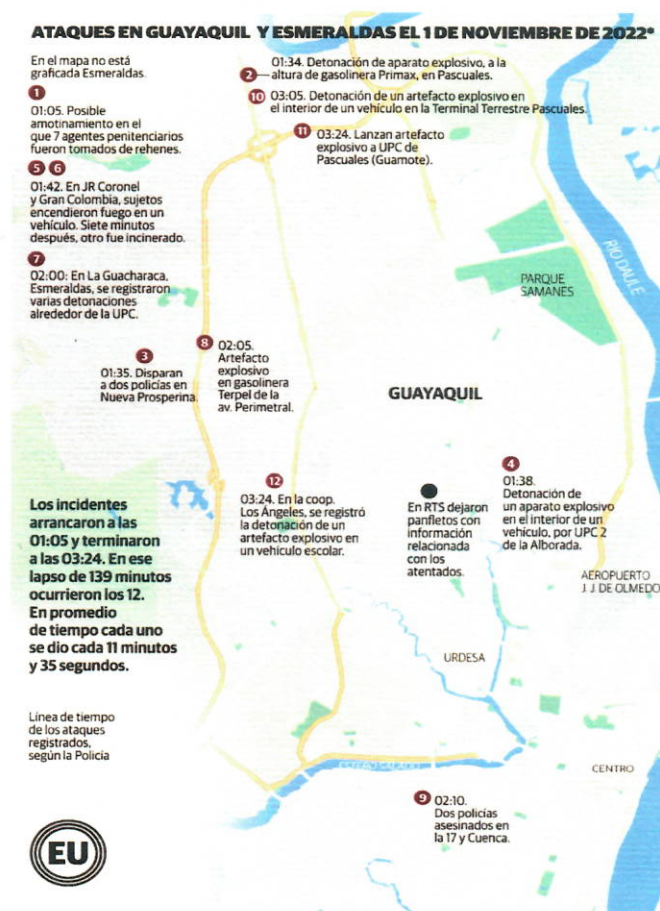 ATAQUES EN GUAYAQUIL Y ESMERALDAS EL 1 DE NOVIEMBRE DE 2022*
En el mapa no está
graficada Esmeraldas.
1
01:05. Posible
amotinamiento en el
que 7 agentes penitenciarios
fueron tomados de rehenes.
5 6
01:42. En JR Coronel
y Gran Colombia, sujetos
encendieron fuego en un
vehículo. Siete minutos
después, otro fue incinerado.
7
02:00: En La Guacharaca,
Esmeraldas, se registraron
varias detonaciones
alrededor de la UPC.
2
01:34. Detonación de aparato explosivo, a la
altura de gasolinera Primax, en Pascuales.
10 03:05. Detonación de un artefacto explosivo en
el interior de un vehículo en la Terminal Terrestre Pascuales.
11 03:24. Lanzan artefacto
explosivo a UPC de
Pascuales (Guamote).
RIO DAULE
PARQUE
SAMANES
3
01:35. Disparan
a dos policías en
Nueva Prosperina.
8 02:05.
Artefacto
explosivo
en gasolinera
Terpel de la
av. Perimetral.
GUAYAQUIL
12
03:24. En la coop.
Los Ángeles, se registró
la detonación de un
artefacto explosivo en
un vehículo escolar.
En RTS dejaron
panfletos con
información
relacionada
con los
atentados.
4
01:38.
Detonación de
un aparato explosivo
en el interior de un
vehículo, por UPC 2
de la Alborada.
AEROPUERTO
J. J. DE OLMEDO
Los incidentes
arrancaron a las
01:05 y terminaron
a las 03:24. En ese
lapso de 139 minutos
ocurrieron los 12.
En promedio
de tiempo cada uno
se dio cada 11 minutos
y 35 segundos.
URDESA
Línea de tiempo
de los ataques
registrados,
según la Policía
ESTERO SALADO
CENTRO
9 02:10.
Dos policías
asesinados en
la 17 y Cuenca.
EU